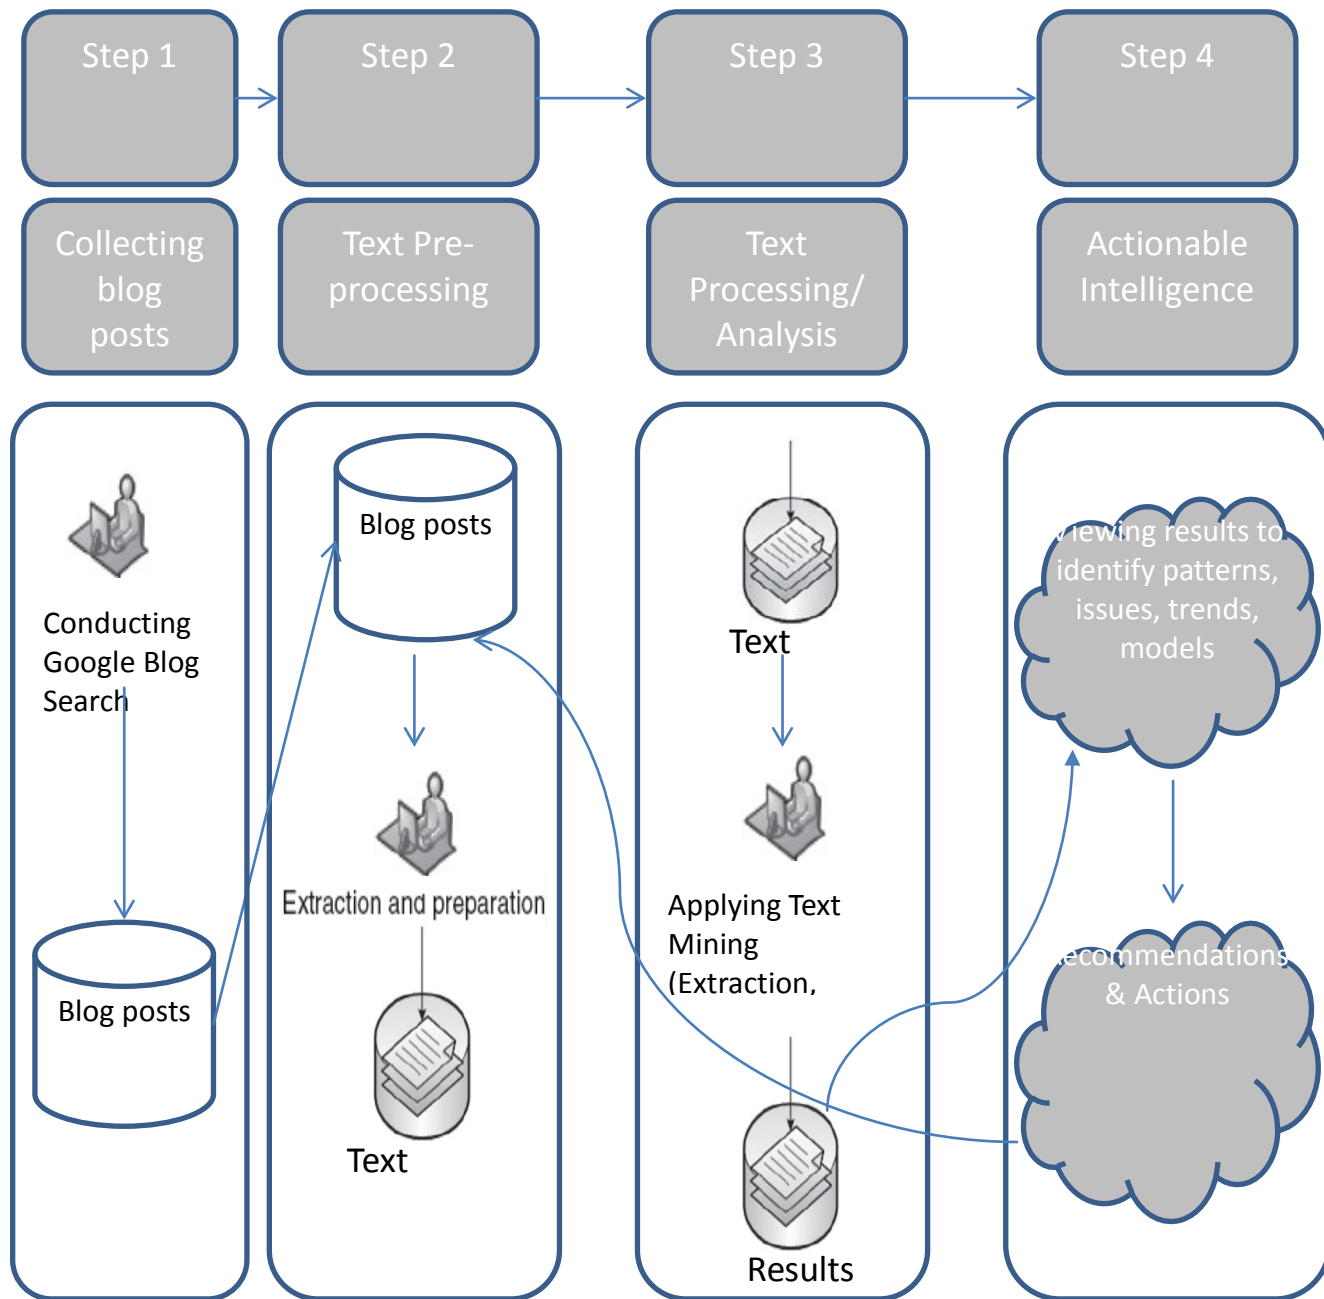 Step 1
Step 2
Step 3
Step 4
Collecting
blog
posts
Text Pre-
processing
Text
Processing/
Analysis
Actionable
Intelligence
Conducting
Google Blog
Search
Blog posts
Blog posts
Extraction and preparation
Text
Text
Applying Text
Mining
(Extraction,
Results
Viewing results to
identify patterns,
issues, trends,
models
Recommendations
& Actions